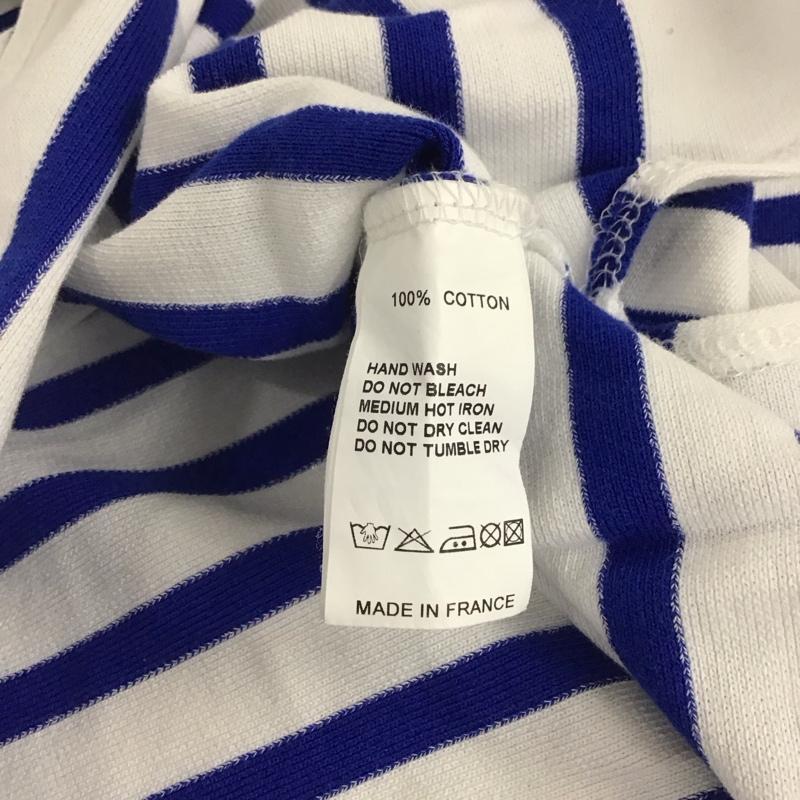 100% COTTON
HAND WASH
DO NOT BLEACH
MEDIUM HOT IRON
DO NOT DRY CLEAN
DO NOT TUMBLE DRY
MADE IN FRANCE